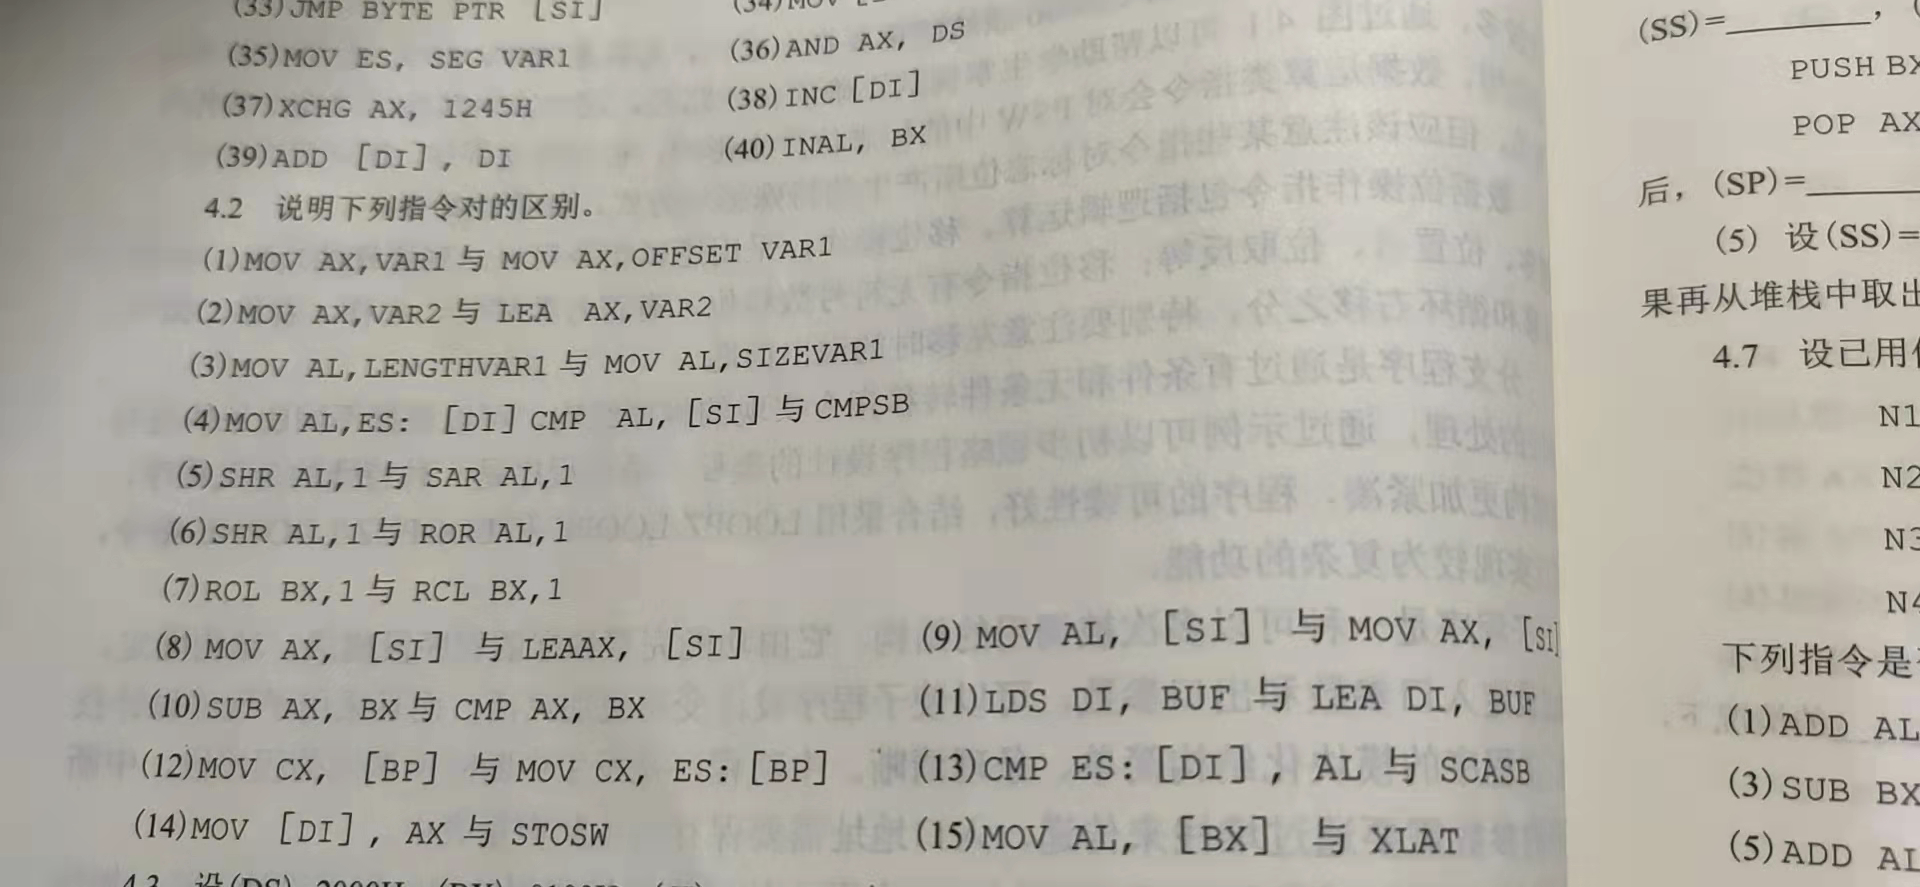 (33)JMP BYTE PTR [SI]
(34)MOV [
(35)MOV ES, SEG VAR1
(36)AND AX, DS
(37)XCHG AX, 1245H
(38)INC [DI]
(39)ADD [DI], DI
(40)INAL, BX
4.2 说明下列指令对的区别。
(1)MOV AX,VAR1 与 MOV AX,OFFSET VAR1
(2)MOV AX,VAR2 与 LEA AX,VAR2
(3)MOV AL,LENGTHVAR1 与 MOV AL,SIZEVAR1
(4)MOV AL,ES: [DI] CMP AL, [SI] 与 CMPSB
(5)SHR AL,1 与 SAR AL,1
(6)SHR AL,1 与 ROR AL,1
(7)ROL BX,1 与 RCL BX,1
(8) MOV AX, [SI] 与 LEAAX, [SI]
(9) MOV AL, [SI] 与 MOV AX, [SI]
(10)SUB AX, BX 与 CMP AX, BX
(11)LDS DI, BUF 与 LEA DI, BUF
(12)MOV CX, [BP] 与 MOV CX, ES:[BP]
(13)CMP ES:[DI], AL 与 SCASB
(14)MOV [DI], AX 与 STOSW
(15)MOV AL, [BX] 与 XLAT
(SS)=______, (
PUSH BX
POP AX
后, (SP)=______
(5) 设(SS)=
果再从堆栈中取出
4.7 设已用
N1
N2
N3
N4
下列指令是
(1)ADD AL
(3)SUB BX
(5)ADD AL